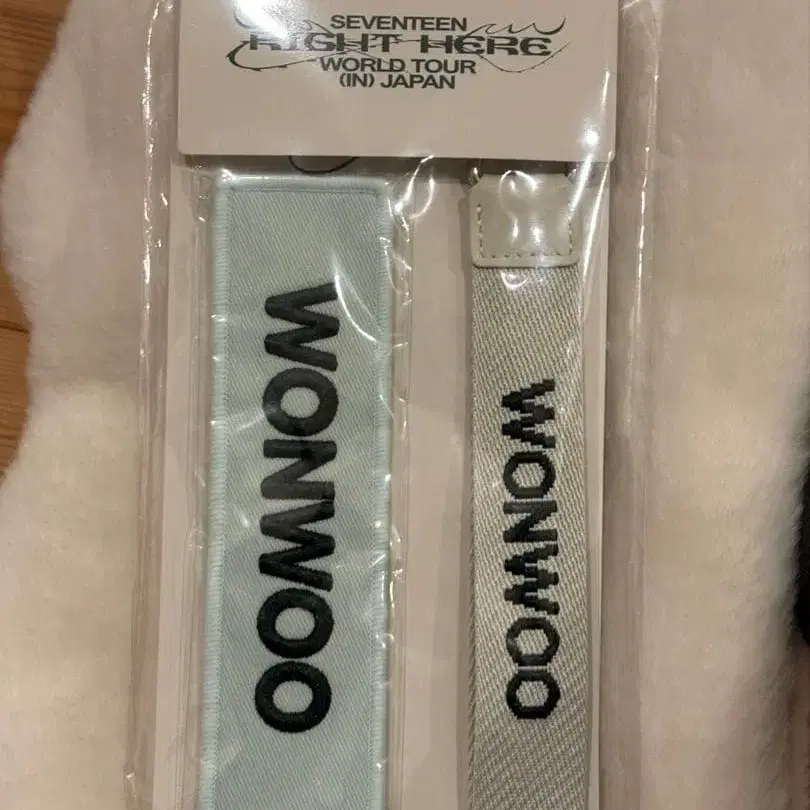 SEVENTEEN
RIGHT HERE
WORLD TOUR
(IN) JAPAN
WONWOO
WONWOO